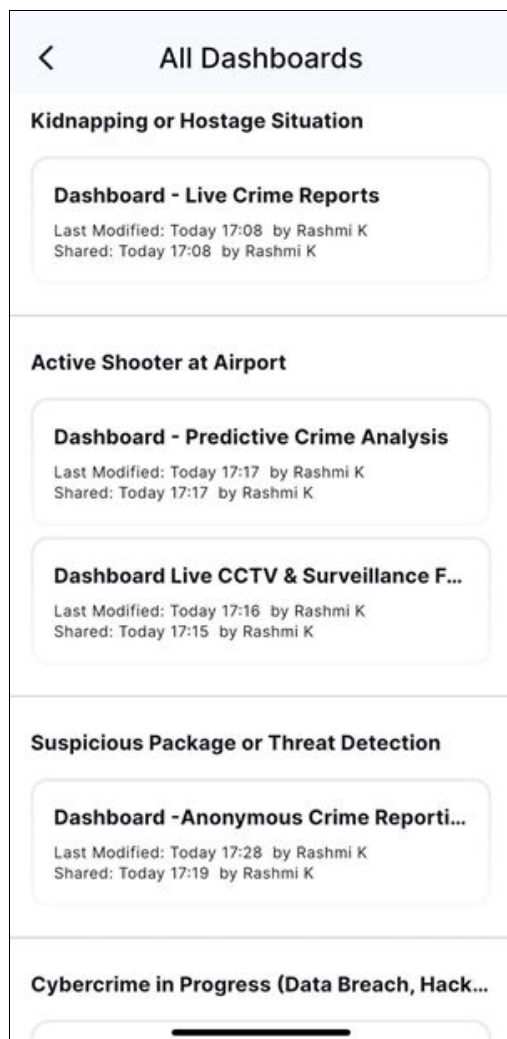 All Dashboards
Kidnapping or Hostage Situation
Dashboard - Live Crime Reports
Last Modified: Today 17:08 by Rashmi K
Shared: Today 17:08 by Rashmi K
Active Shooter at Airport
Dashboard - Predictive Crime Analysis
Last Modified: Today 17:17 by Rashmi K
Shared: Today 17:17 by Rashmi K
Dashboard Live CCTV & Surveillance F...
Last Modified: Today 17:16 by Rashmi K
Shared: Today 17:15 by Rashmi K
Suspicious Package or Threat Detection
Dashboard -Anonymous Crime Reporti...
Last Modified: Today 17:28 by Rashmi K
Shared: Today 17:19 by Rashmi K
Cybercrime in Progress (Data Breach, Hack...